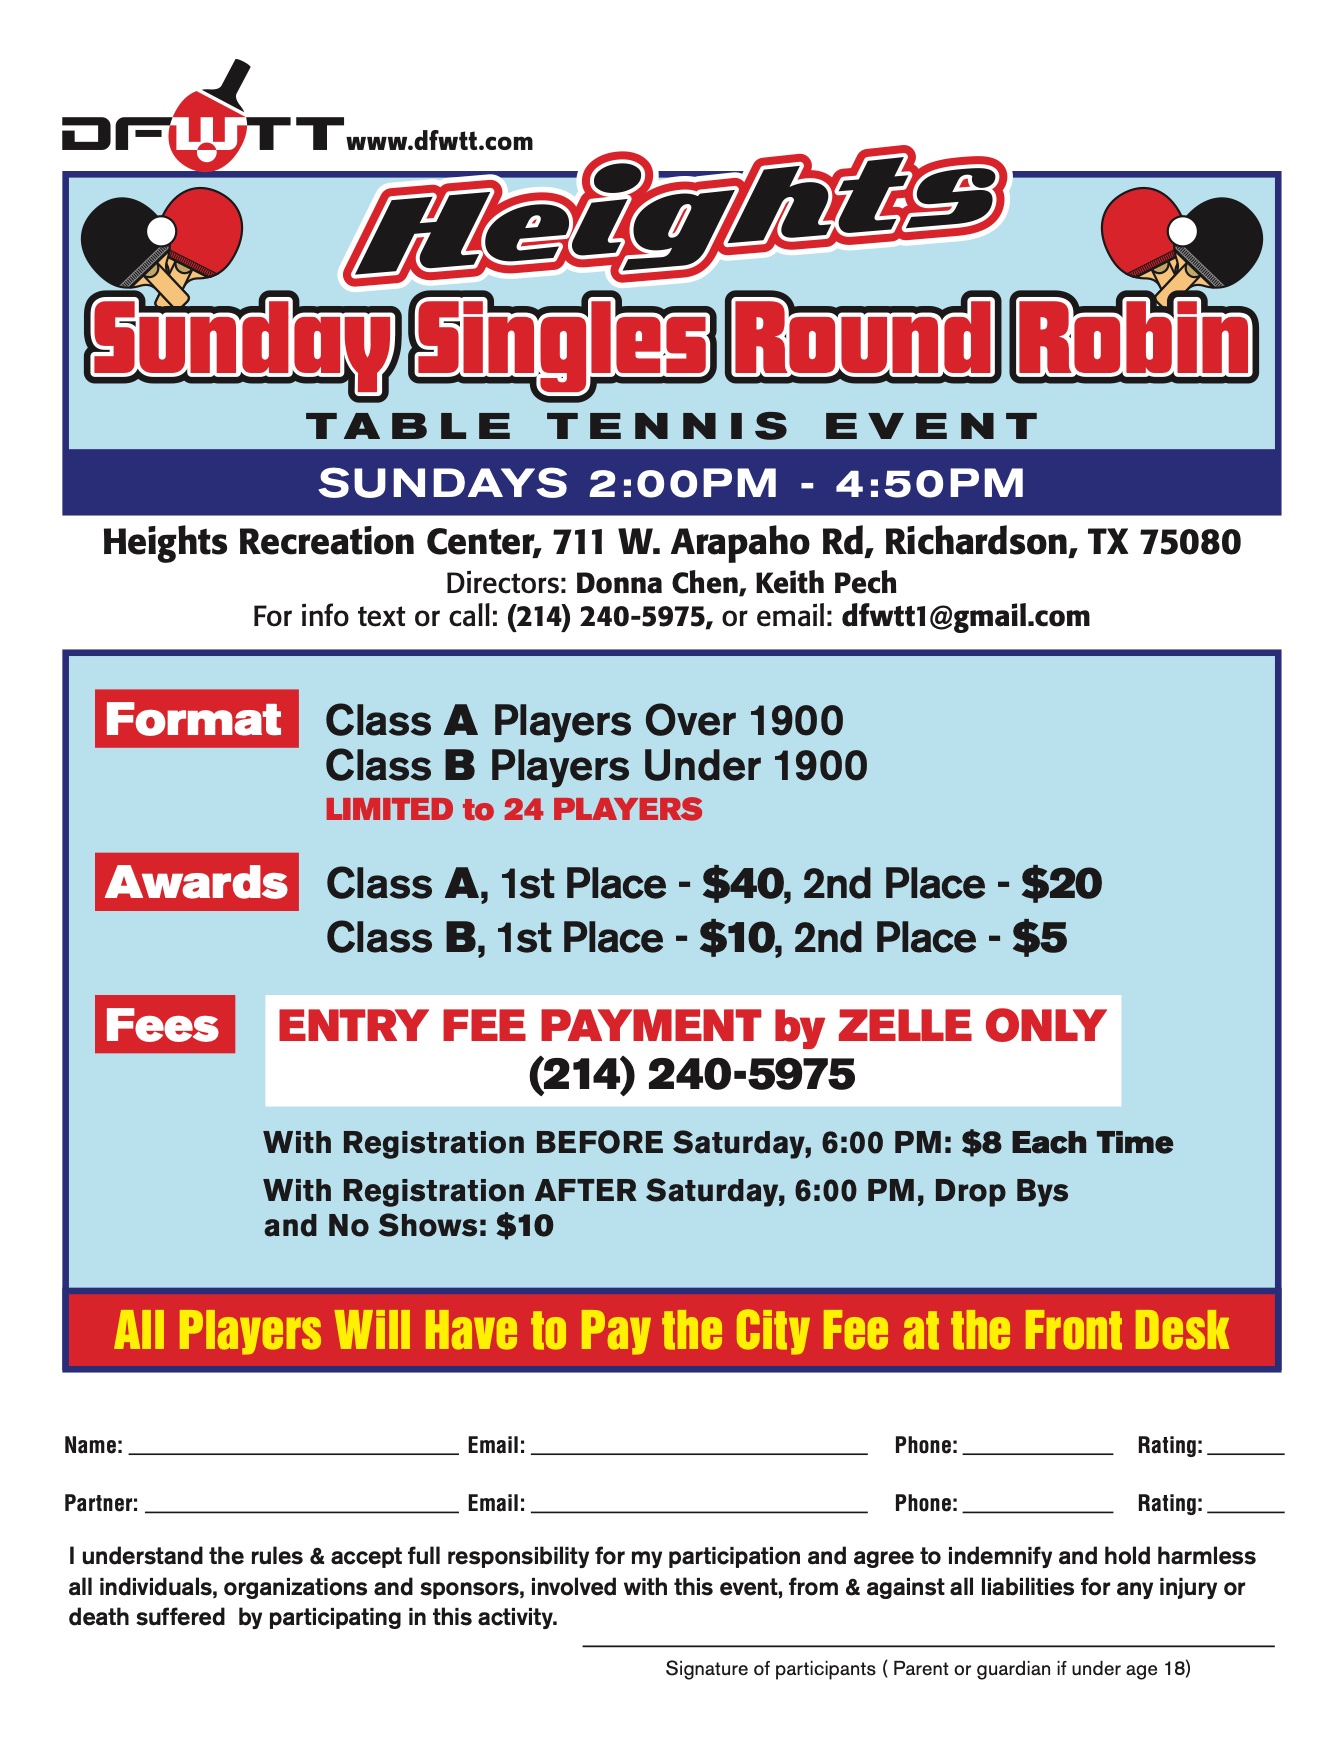 DFWTT www.dfwtt.com
Heights
Sunday Singles Round Robin
TABLE TENNIS EVENT
SUNDAYS 2:00PM - 4:50PM
Heights Recreation Center, 711 W. Arapaho Rd, Richardson, TX 75080
Directors: Donna Chen, Keith Pech
For info text or call: (214) 240-5975, or email: dfwtt1@gmail.com
Format Class A Players Over 1900
Class B Players Under 1900
LIMITED to 24 PLAYERS
Awards Class A, 1st Place - $40, 2nd Place - $20
Class B, 1st Place - $10, 2nd Place - $5
Fees ENTRY FEE PAYMENT by ZELLE ONLY
(214) 240-5975
With Registration BEFORE Saturday, 6:00 PM: $8 Each Time
With Registration AFTER Saturday, 6:00 PM, Drop Bys
and No Shows: $10
All Players Will Have to Pay the City Fee at the Front Desk
Name: Email: Phone: Rating:
Partner: Email: Phone: Rating:
I understand the rules & accept full responsibility for my participation and agree to indemnify and hold harmless
all individuals, organizations and sponsors, involved with this event, from & against all liabilities for any injury or
death suffered  by participating in this activity.
Signature of participants ( Parent or guardian if under age 18)